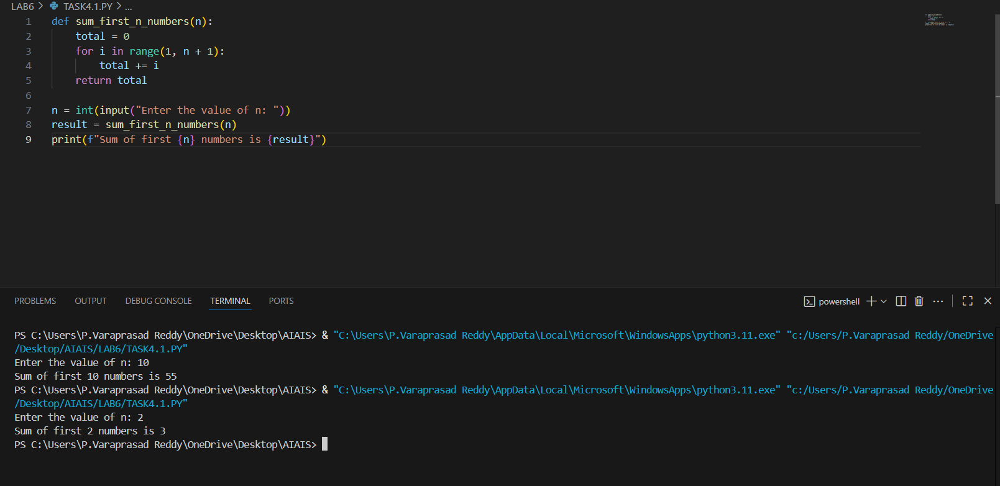 LAB6 > TASK4.1.PY > ...
1 def sum_first_n_numbers(n):
2     total = 0
3     for i in range(1, n + 1):
4         total += i
5     return total
6
7 n = int(input("Enter the value of n: "))
8 result = sum_first_n_numbers(n)
9 print(f"Sum of first {n} numbers is {result}")
PROBLEMS OUTPUT DEBUG CONSOLE TERMINAL PORTS powershell
PS C:\Users\P.Varaprasad Reddy\OneDrive\Desktop\AIAIS> & "C:\Users\P.Varaprasad Reddy\AppData\Local\Microsoft\WindowsApps\python3.11.exe" "c:/Users/P.Varaprasad Reddy/OneDrive
/Desktop/AIAIS/LAB6/TASK4.1.PY"
Enter the value of n: 10
Sum of first 10 numbers is 55
PS C:\Users\P.Varaprasad Reddy\OneDrive\Desktop\AIAIS> & "C:\Users\P.Varaprasad Reddy\AppData\Local\Microsoft\WindowsApps\python3.11.exe" "c:/Users/P.Varaprasad Reddy/OneDrive
/Desktop/AIAIS/LAB6/TASK4.1.PY"
Enter the value of n: 2
Sum of first 2 numbers is 3
PS C:\Users\P.Varaprasad Reddy\OneDrive\Desktop\AIAIS>